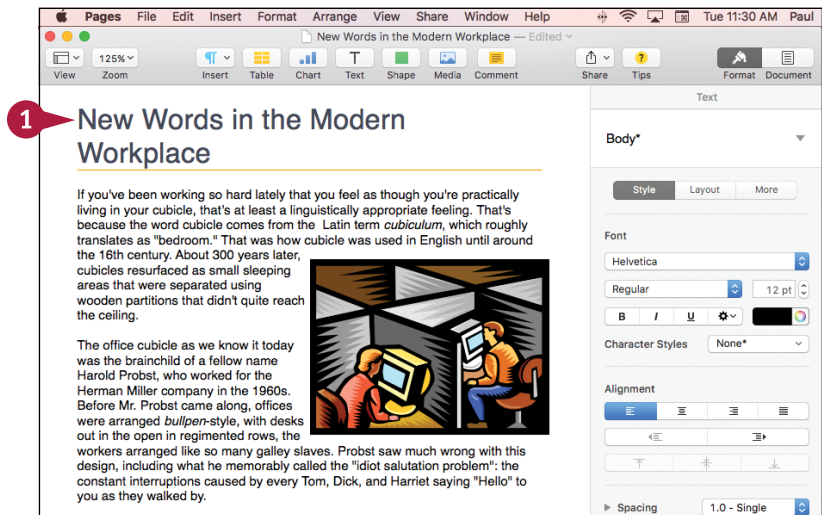 Pages File Edit Insert Format Arrange View Share Window Help Tue 11:30 AM Paul
New Words in the Modern Workplace — Edited
125%
View Zoom Insert Table Chart Text Shape Media Comment Share Tips Format Document
Text
1
New Words in the Modern
Workplace
If you've been working so hard lately that you feel as though you're practically
living in your cubicle, that's at least a linguistically appropriate feeling. That's
because the word cubicle comes from the Latin term cubiculum, which roughly
translates as "bedroom." That was how cubicle was used in English until around
the 16th century. About 300 years later,
cubicles resurfaced as small sleeping
areas that were separated using
wooden partitions that didn't quite reach
the ceiling.
The office cubicle as we know it today
was the brainchild of a fellow name
Harold Probst, who worked for the
Herman Miller company in the 1960s.
Before Mr. Probst came along, offices
were arranged bullpen-style, with desks
out in the open in regimented rows, the
workers arranged like so many galley slaves. Probst saw much wrong with this
design, including what he memorably called the "idiot salutation problem": the
constant interruptions caused by every Tom, Dick, and Harriet saying "Hello" to
you as they walked by.
Body*
Style Layout More
Font
Helvetica
Regular 12 pt
B I U
Character Styles None*
Alignment
Spacing 1.0 - Single